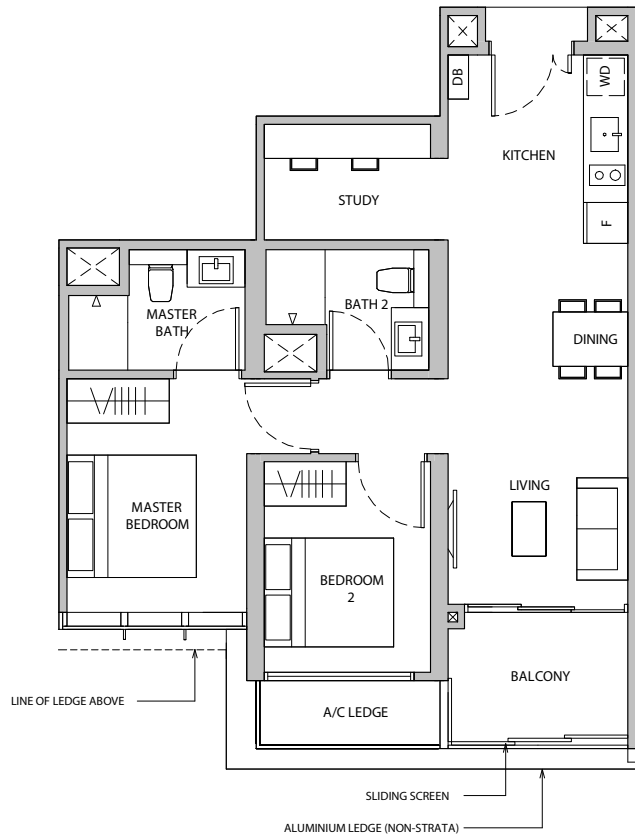 DB
WD
KITCHEN
STUDY
F
MASTER
BATH
BATH 2
DINING
LIVING
MASTER
BEDROOM
BEDROOM
2
BALCONY
LINE OF LEDGE ABOVE
A/C LEDGE
SLIDING SCREEN
ALUMINIUM LEDGE (NON-STRATA)